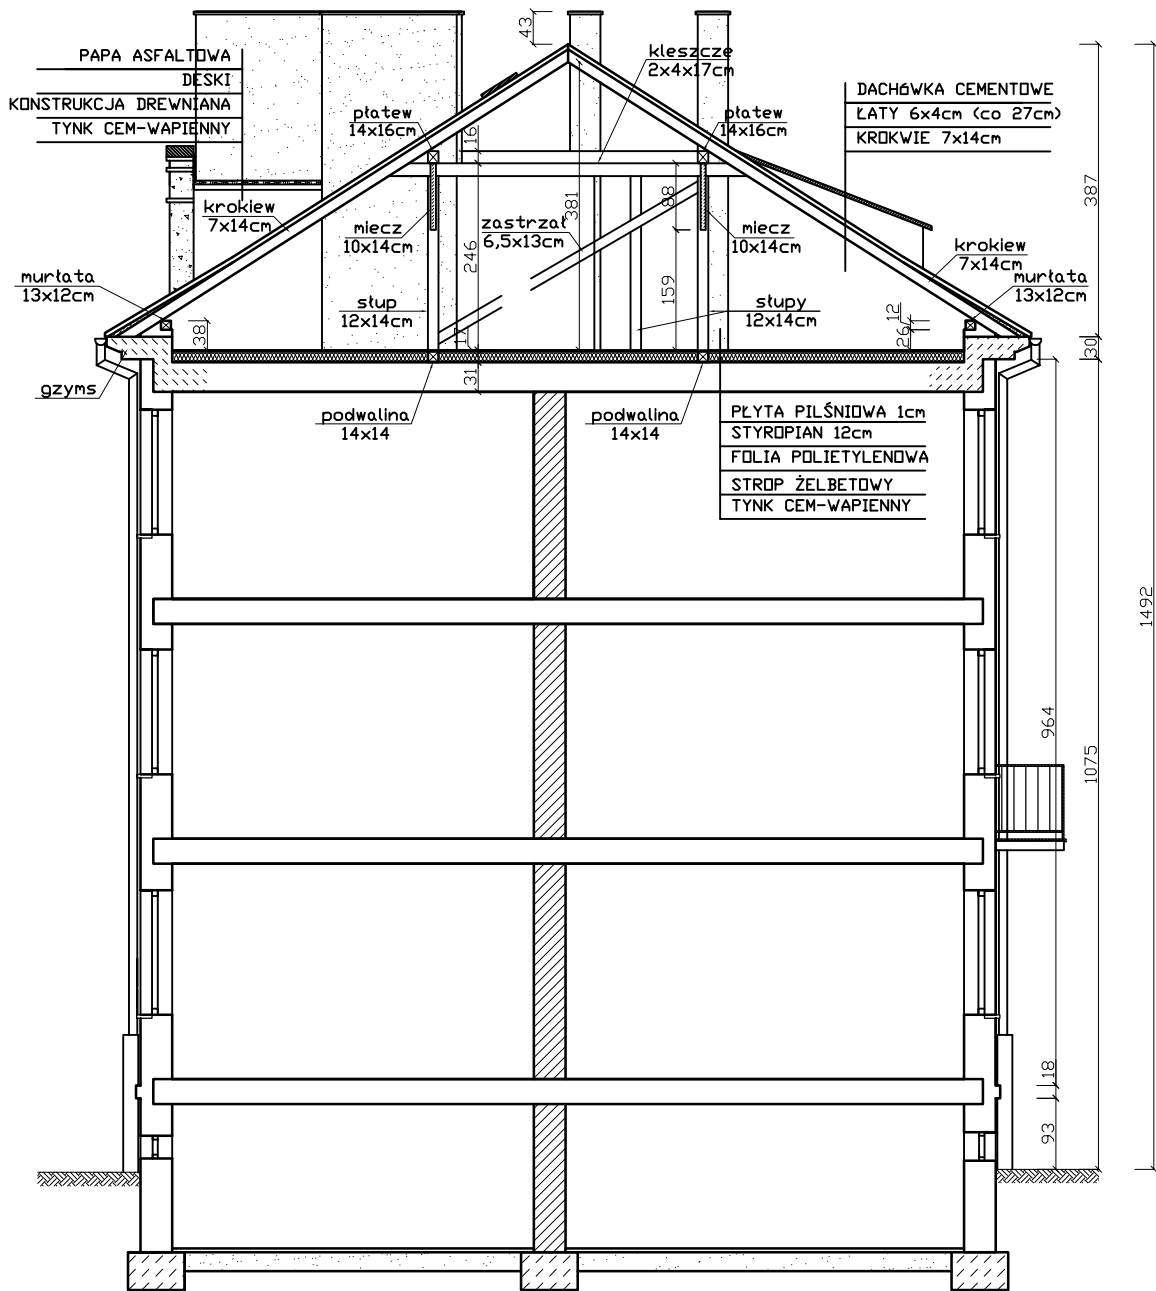 43
PAPA ASFALTOWA
DESKI
KONSTRUKCJA DREWNIANA
TYNK CEM-WAPIENNY
kleszcze
2x4x17cm
DACHÓWKA CEMENTOWE
ŁATY 6x4cm (co 27cm)
KROKWIE 7x14cm
płatew
14x16cm
płatew
14x16cm
16
387
krokiew
7x14cm
miecz
10x14cm
zastrzał
6,5x13cm
381
88
miecz
10x14cm
krokiew
7x14cm
246
murłata
13x12cm
murłata
13x12cm
słup
12x14cm
159
słupy
12x14cm
12
38
17
26
30
gzyms
31
podwalina
14x14
podwalina
14x14
PŁYTA PILŚNIOWA 1cm
STYROPIAN 12cm
FOLIA POLIETYLENOWA
STROP ŻELBETOWY
TYNK CEM-WAPIENNY
1492
964
1075
18
93